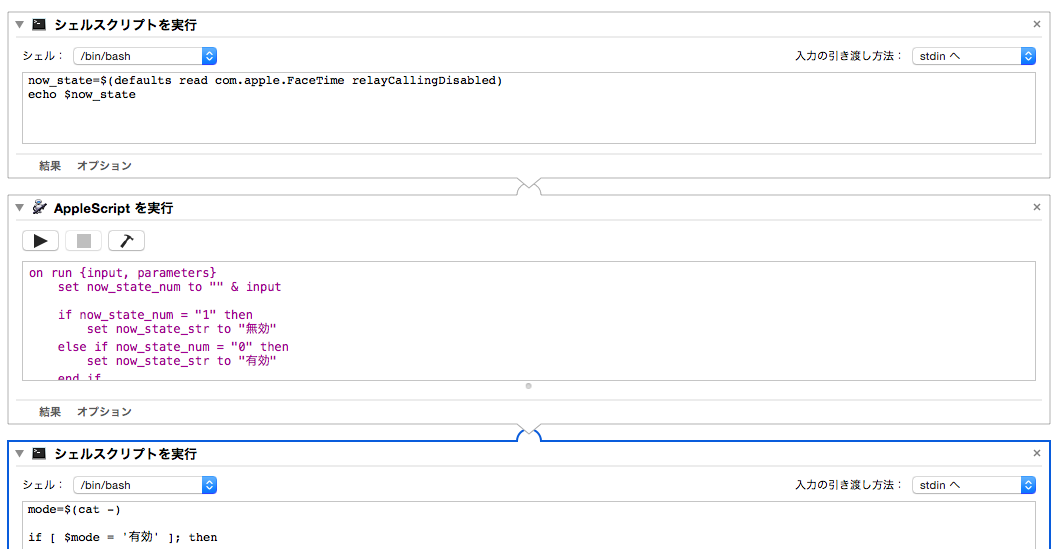 シェルスクリプトを実行
シェル： /bin/bash 入力の引き渡し方法： stdin へ
now_state=$(defaults read com.apple.FaceTime relayCallingDisabled)
echo $now_state
結果 オプション
AppleScript を実行
on run {input, parameters}
set now_state_num to "" & input
if now_state_num = "1" then
set now_state_str to "無効"
else if now_state_num = "0" then
set now_state_str to "有効"
end if
結果 オプション
シェルスクリプトを実行
シェル： /bin/bash 入力の引き渡し方法： stdin へ
mode=$(cat -)
if [ $mode = '有効' ]; then